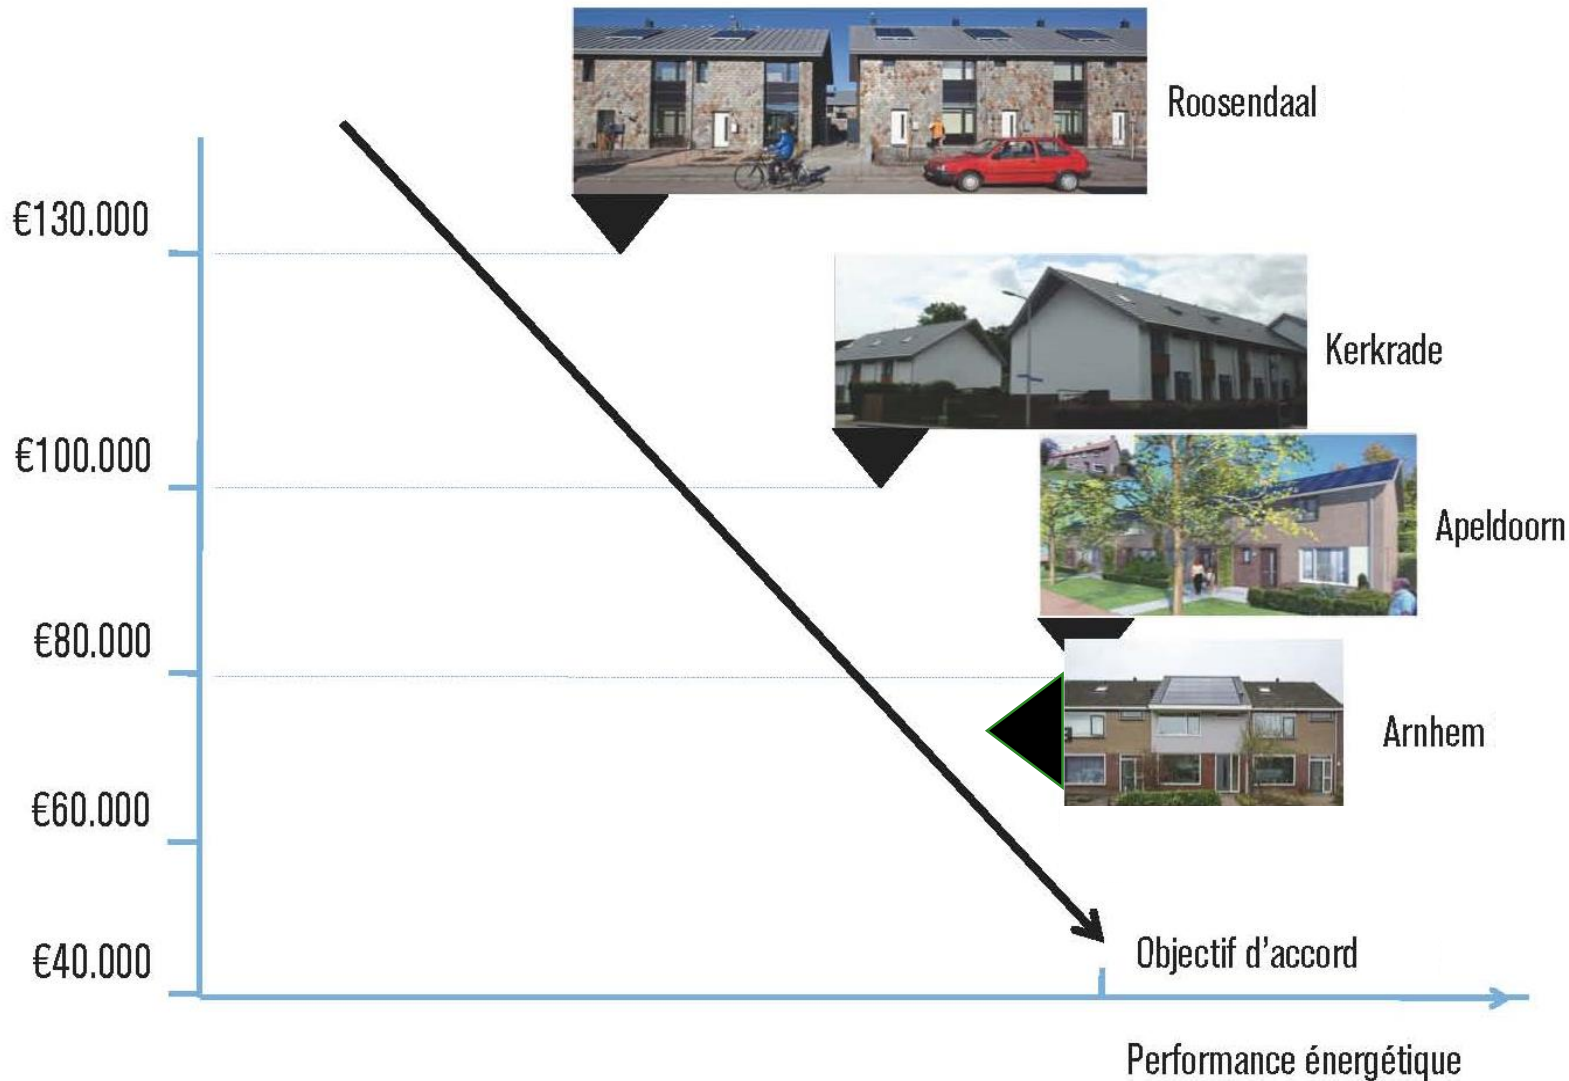 Roosendaal
€130.000
Kerkrade
€100.000
Apeldoorn
€80.000
Arnhem
€60.000
Objectif d'accord
€40.000
Performance énergétique